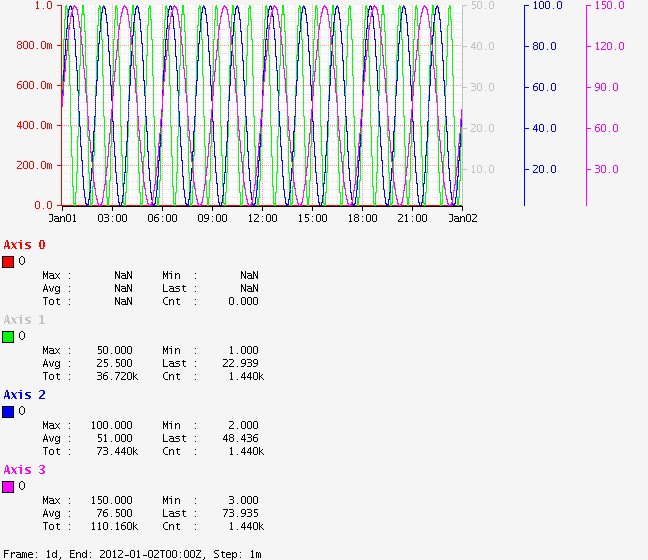 1.0 50.0 100.0 150.0
800.0m 40.0 80.0 120.0
600.0m 30.0 60.0 90.0
400.0m 20.0 40.0 60.0
200.0m 10.0 20.0 30.0
0.0
Jan01 03:00 06:00 09:00 12:00 15:00 18:00 21:00 Jan02
Axis 0
0
Max : NaN Min : NaN
Avg : NaN Last : NaN
Tot : NaN Cnt : 0.000
Axis 1
0
Max : 50.000 Min : 1.000
Avg : 25.500 Last : 22.939
Tot : 36.720k Cnt : 1.440k
Axis 2
0
Max : 100.000 Min : 2.000
Avg : 51.000 Last : 48.436
Tot : 73.440k Cnt : 1.440k
Axis 3
0
Max : 150.000 Min : 3.000
Avg : 76.500 Last : 73.935
Tot : 110.160k Cnt : 1.440k
Frame: 1d, End: 2012-01-02T00:00Z, Step: 1m